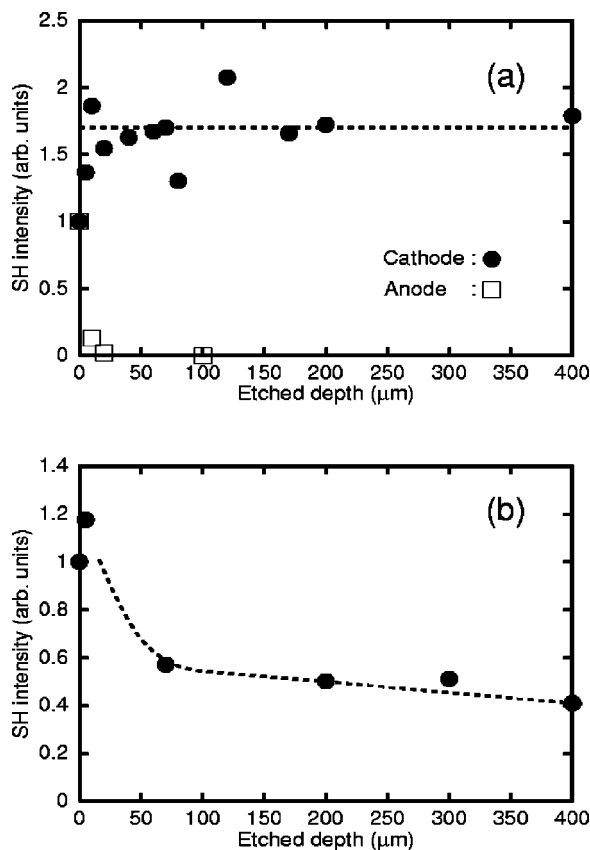 2.5
2
1.5
1
0.5
0
SH intensity (arb. units)
(a)
Cathode :
Anode :
0 50 100 150 200 250 300 350 400
Etched depth (μm)
1.4
1.2
1
0.8
0.6
0.4
0.2
0
SH intensity (arb. units)
(b)
0 50 100 150 200 250 300 350 400
Etched depth (μm)